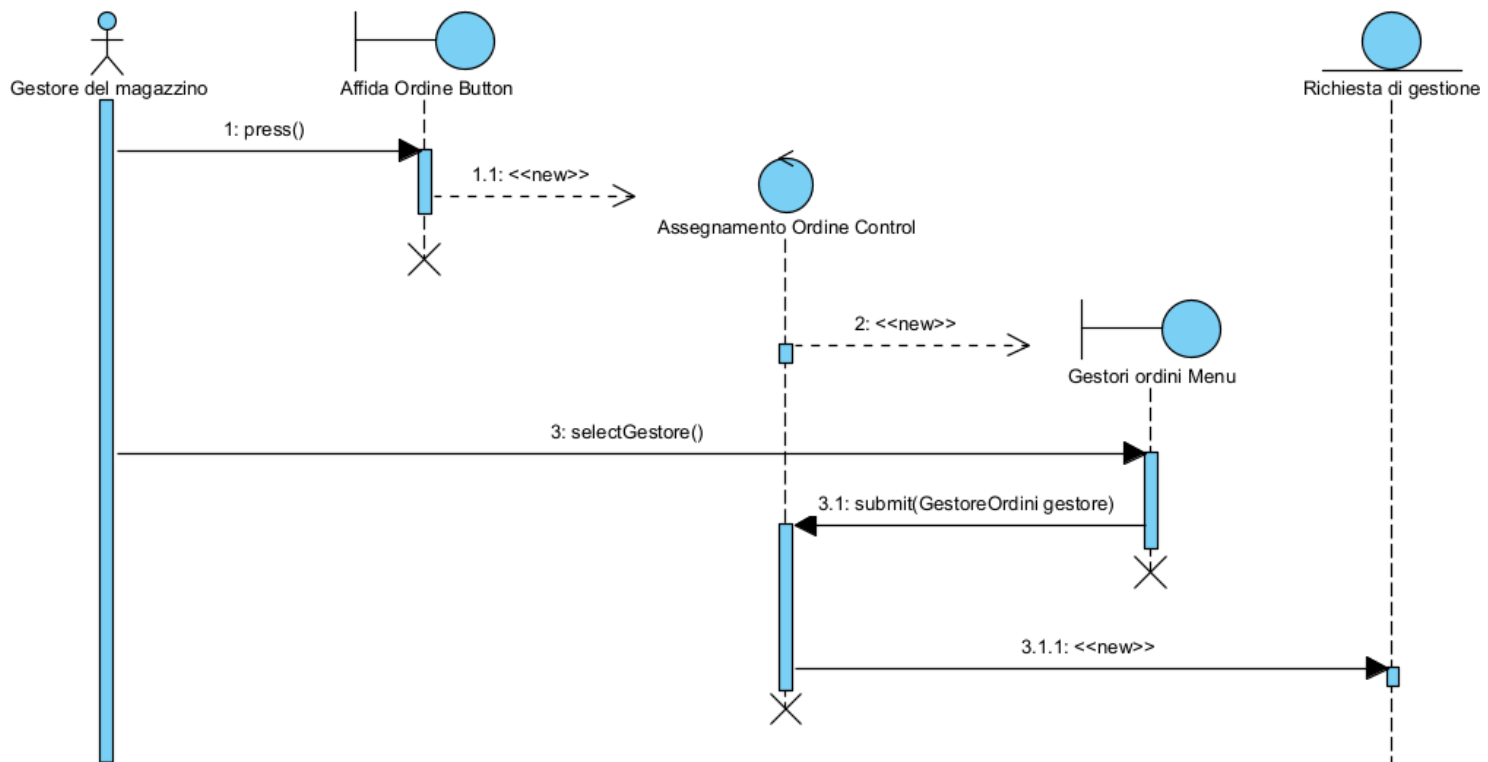 Gestore del magazzino
Affida Ordine Button
Richiesta di gestione
1: press()
1.1: <<new>>
Assegnamento Ordine Control
2: <<new>>
Gestori ordini Menu
3: selectGestore()
3.1: submit(GestoreOrdini gestore)
3.1.1: <<new>>